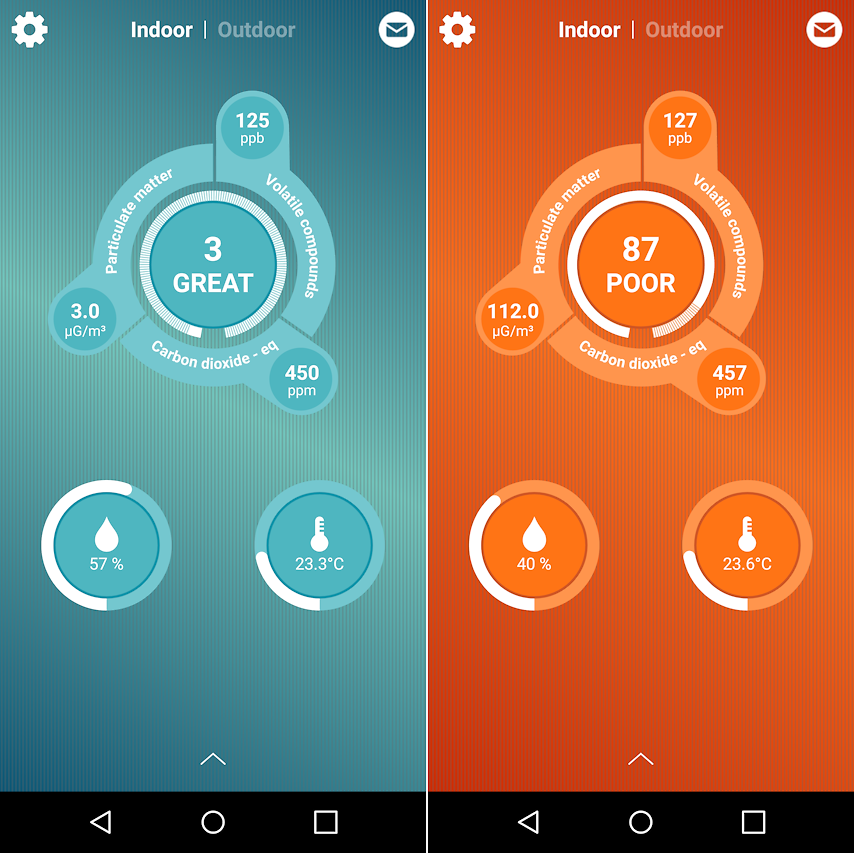 Indoor | Outdoor
125
ppb
Particulate matter
Volatile compounds
3
GREAT
3.0
µG/m³
Carbon dioxide - eq
450
ppm
57 %
23.3°C
Indoor | Outdoor
127
ppb
Particulate matter
Volatile compounds
87
POOR
112.0
µG/m³
Carbon dioxide - eq
457
ppm
40 %
23.6°C